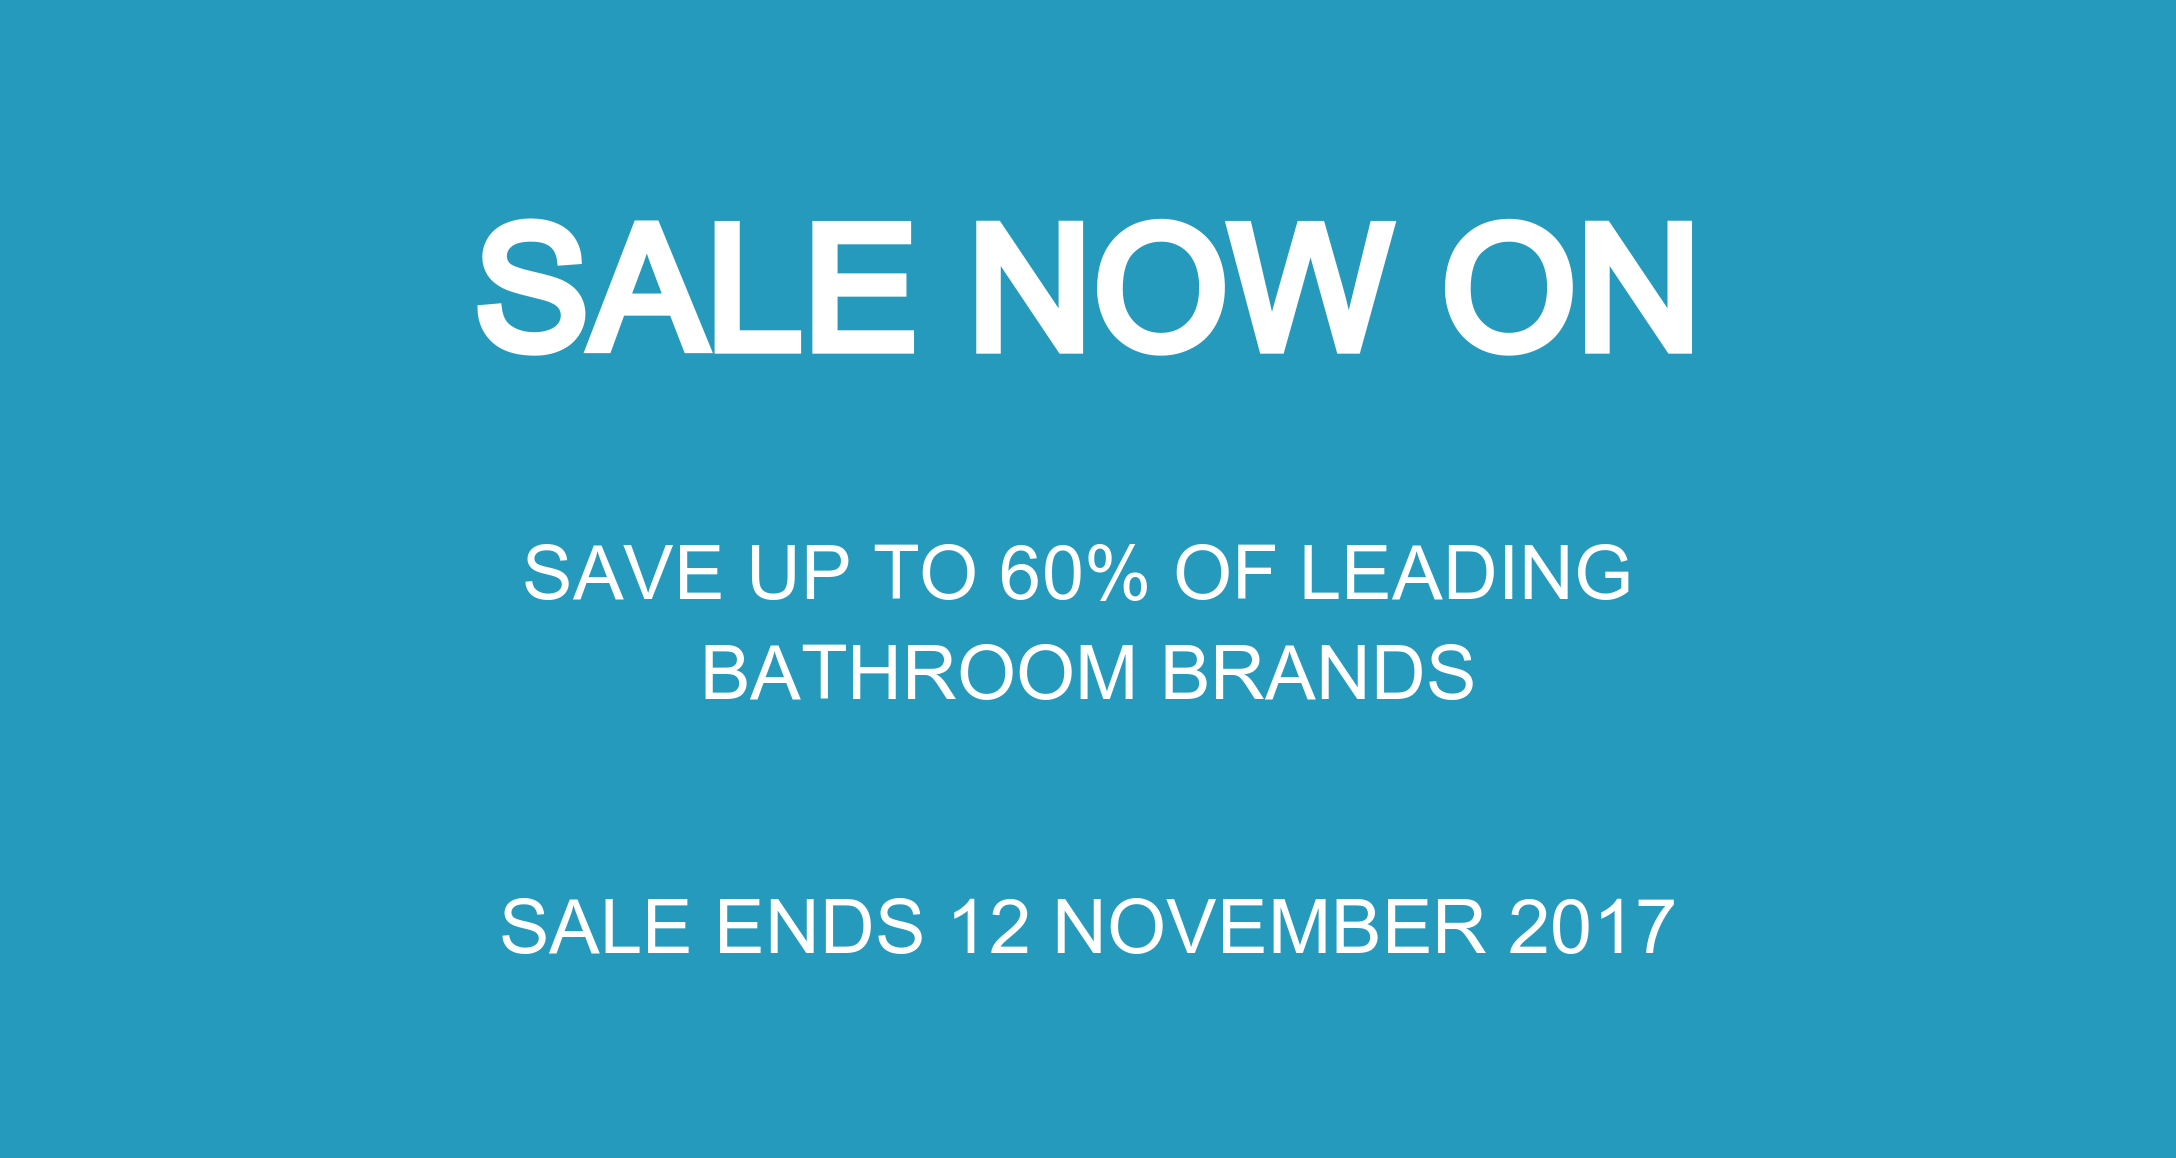 SALE NOW ON
SAVE UP TO 60% OF LEADING
BATHROOM BRANDS
SALE ENDS 12 NOVEMBER 2017